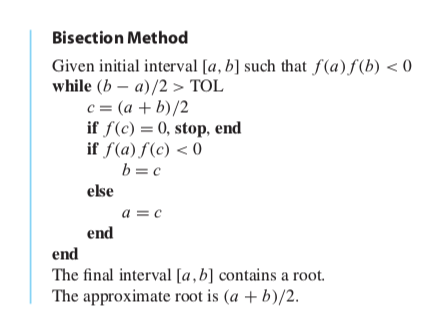 Bisection Method
Given initial interval [a, b] such that f(a) f(b) < 0
while (b − a)/2 > TOL
c = (a + b)/2
if f(c) = 0, stop, end
if f(a) f(c) < 0
b = c
else
a = c
end
end
The final interval [a, b] contains a root.
The approximate root is (a + b)/2.